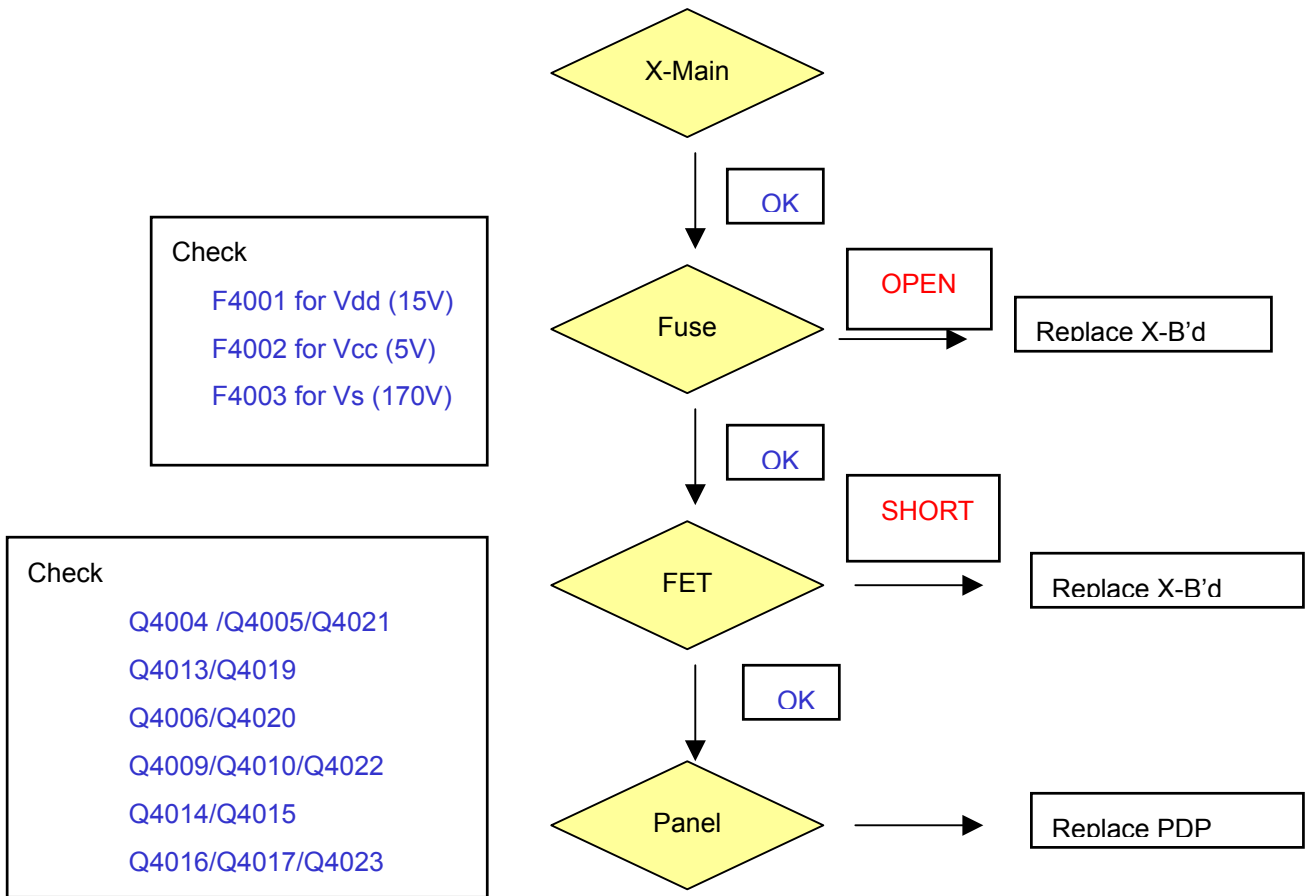 X-Main
OK
Check
F4001 for Vdd (15V)
F4002 for Vcc (5V)
F4003 for Vs (170V)
Fuse
OPEN
Replace X-B’d
OK
SHORT
Check
Q4004 /Q4005/Q4021
Q4013/Q4019
Q4006/Q4020
Q4009/Q4010/Q4022
Q4014/Q4015
Q4016/Q4017/Q4023
FET
Replace X-B’d
OK
Panel
Replace PDP